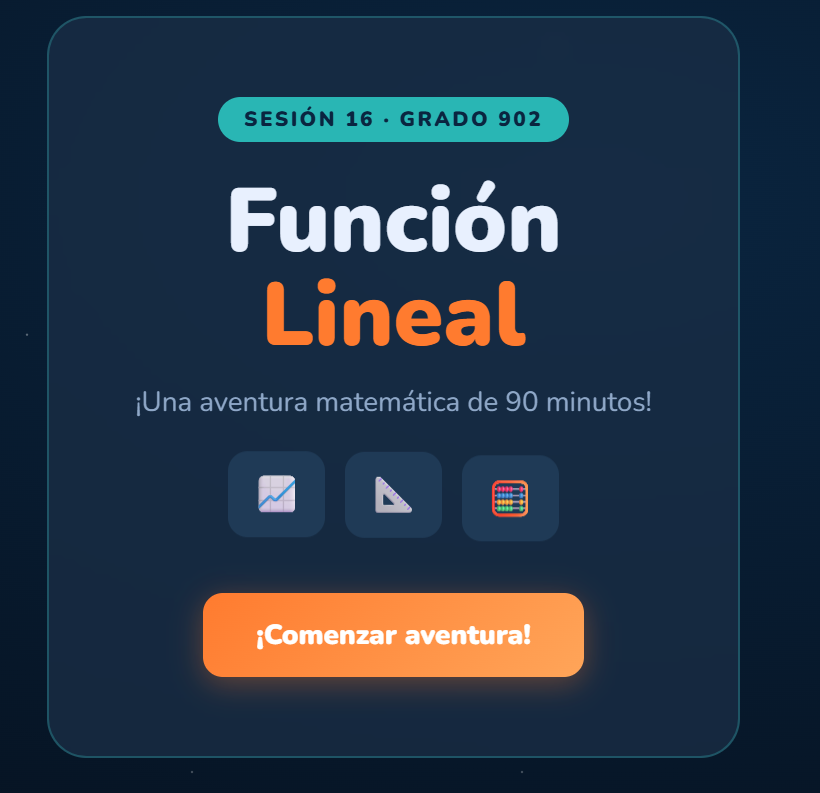 SESIÓN 16 · GRADO 902
Función
Lineal
¡Una aventura matemática de 90 minutos!
¡Comenzar aventura!